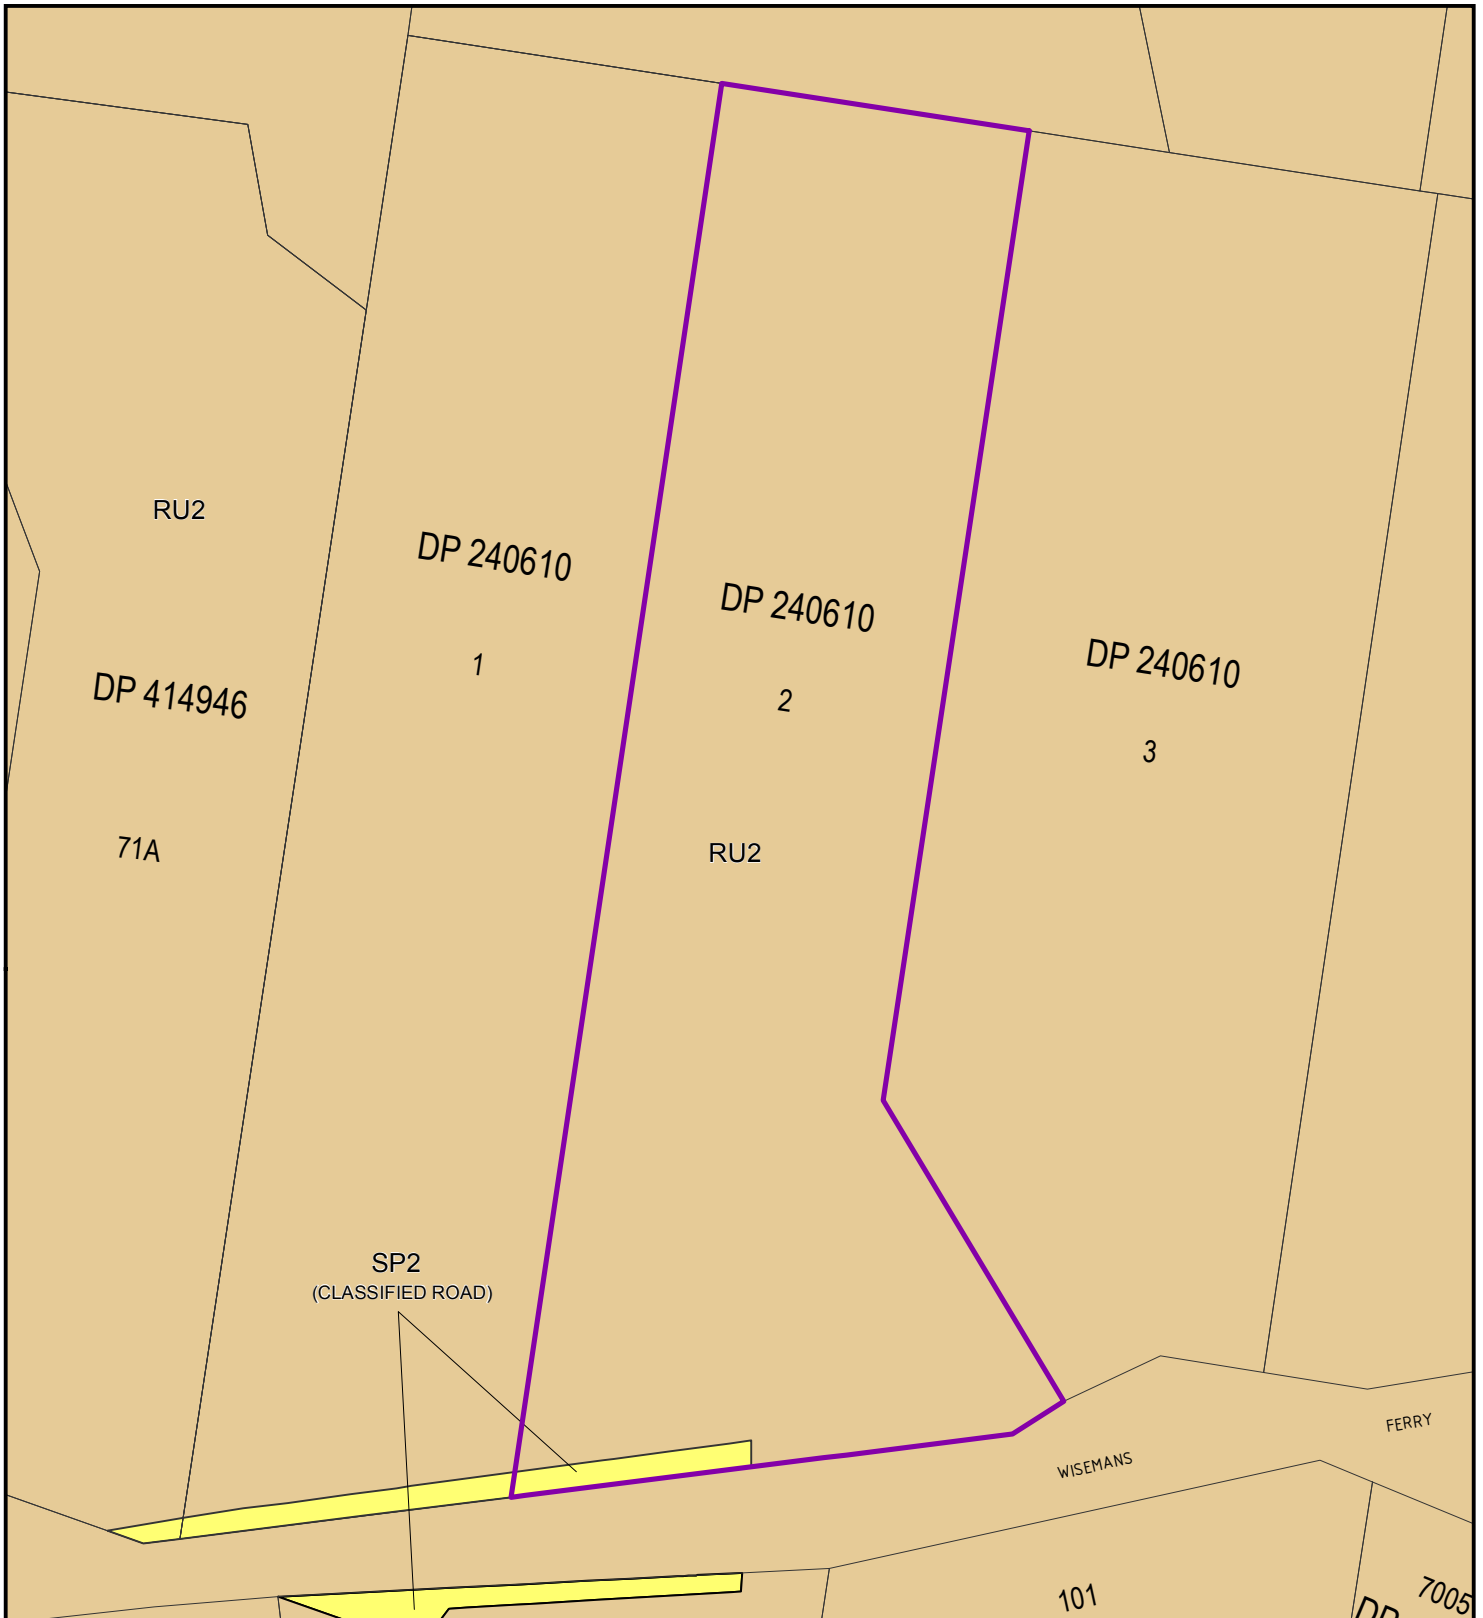 RU2
DP 240610
DP 240610
DP 240610
1
DP 414946
2
3
71A
RU2
SP2
(CLASSIFIED ROAD)
FERRY
WISEMANS
101
7005
DP